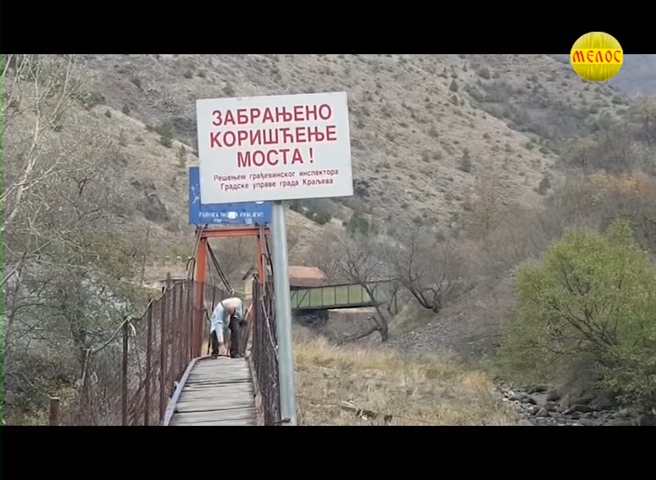 МЕЛОС
ЗАБРАЊЕНО
КОРИШЋЕЊЕ
МОСТА!
Решењем грађевинског инспектора
Градске управе града Краљева